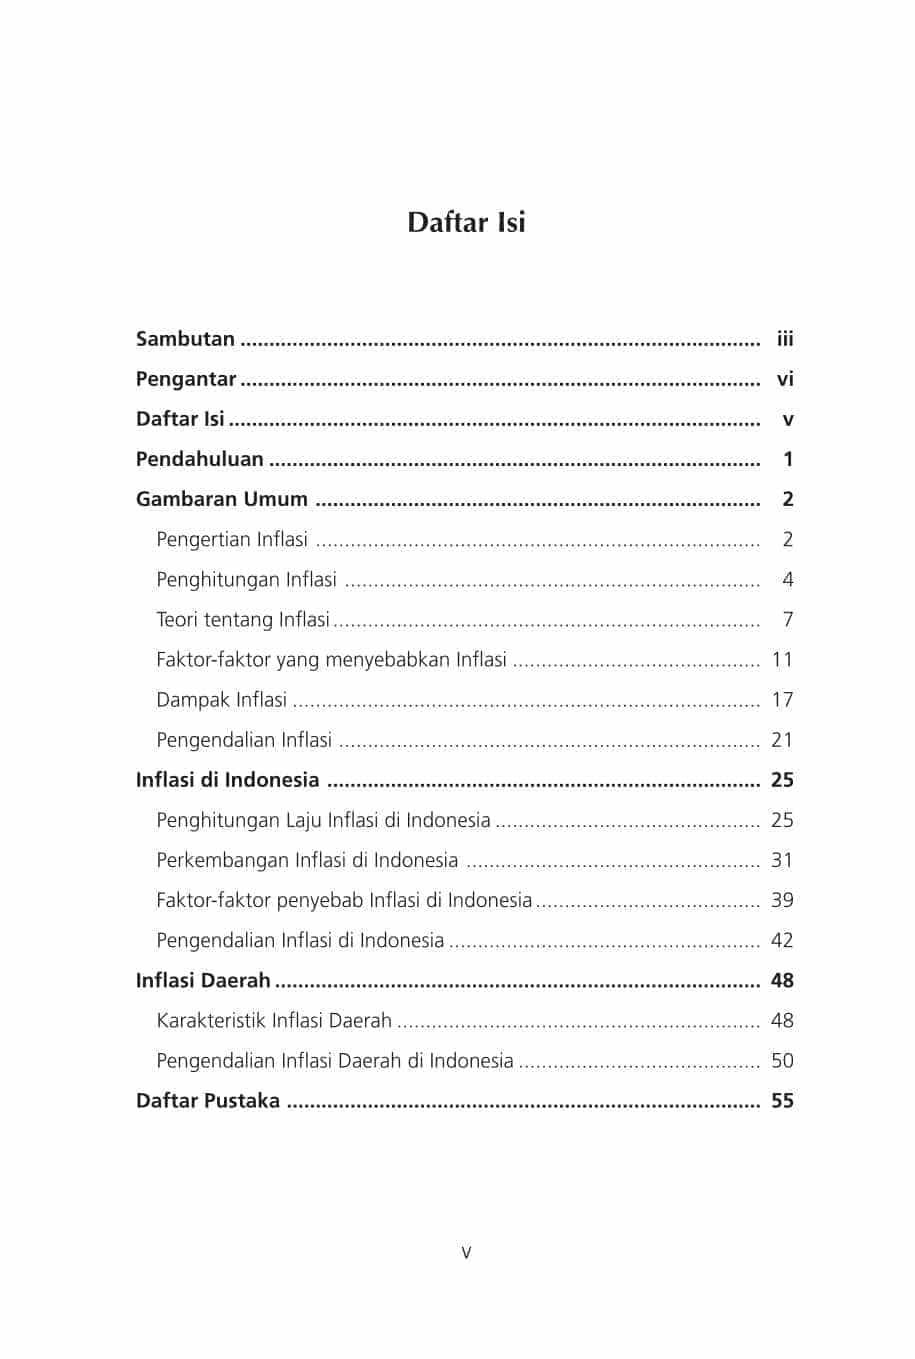 Daftar Isi
Sambutan .......................................................................................... iii
Pengantar .......................................................................................... vi
Daftar Isi ............................................................................................ v
Pendahuluan ..................................................................................... 1
Gambaran Umum ............................................................................. 2
Pengertian Inflasi ............................................................................. 2
Penghitungan Inflasi ........................................................................ 4
Teori tentang Inflasi .......................................................................... 7
Faktor-faktor yang menyebabkan Inflasi ........................................... 11
Dampak Inflasi ................................................................................. 17
Pengendalian Inflasi ......................................................................... 21
Inflasi di Indonesia ........................................................................... 25
Penghitungan Laju Inflasi di Indonesia .............................................. 25
Perkembangan Inflasi di Indonesia ................................................... 31
Faktor-faktor penyebab Inflasi di Indonesia ....................................... 39
Pengendalian Inflasi di Indonesia ...................................................... 42
Inflasi Daerah .................................................................................... 48
Karakteristik Inflasi Daerah ............................................................... 48
Pengendalian Inflasi Daerah di Indonesia .......................................... 50
Daftar Pustaka .................................................................................. 55
v